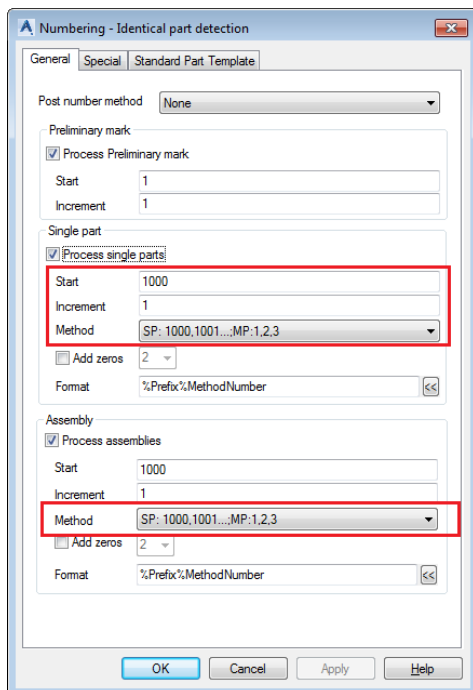 Numbering - Identical part detection
General Special Standard Part Template
Post number method None
Preliminary mark
Process Preliminary mark
Start 1
Increment 1
Single part
Process single parts
Start 1000
Increment 1
Method SP: 1000,1001...;MP:1,2,3
Add zeros 2
Format %Prefix%MethodNumber <<
Assembly
Process assemblies
Start 1000
Increment 1
Method SP: 1000,1001...;MP:1,2,3
Add zeros 2
Format %Prefix%MethodNumber <<
OK Cancel Apply Help